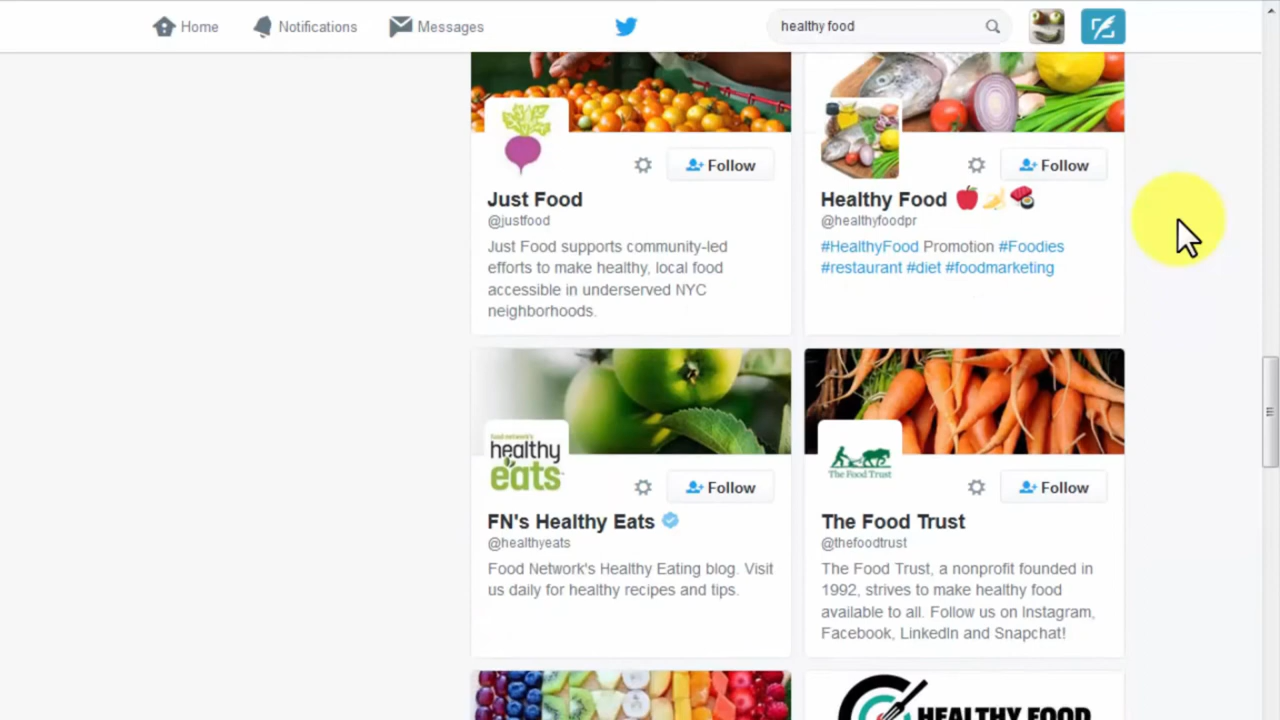 Home Notifications Messages healthy food
Follow
Just Food
@justfood
Just Food supports community-led
efforts to make healthy, local food
accessible in underserved NYC
neighborhoods.
Follow
Healthy Food
@healthyfoodpr
#HealthyFood Promotion #Foodies
#restaurant #diet #foodmarketing
food network's
healthy
eats
Follow
FN's Healthy Eats
@healthyeats
Food Network's Healthy Eating blog. Visit
us daily for healthy recipes and tips.
The Food Trust
Follow
The Food Trust
@thefoodtrust
The Food Trust, a nonprofit founded in
1992, strives to make healthy food
available to all. Follow us on Instagram,
Facebook, LinkedIn and Snapchat!
HEALTHY FOOD